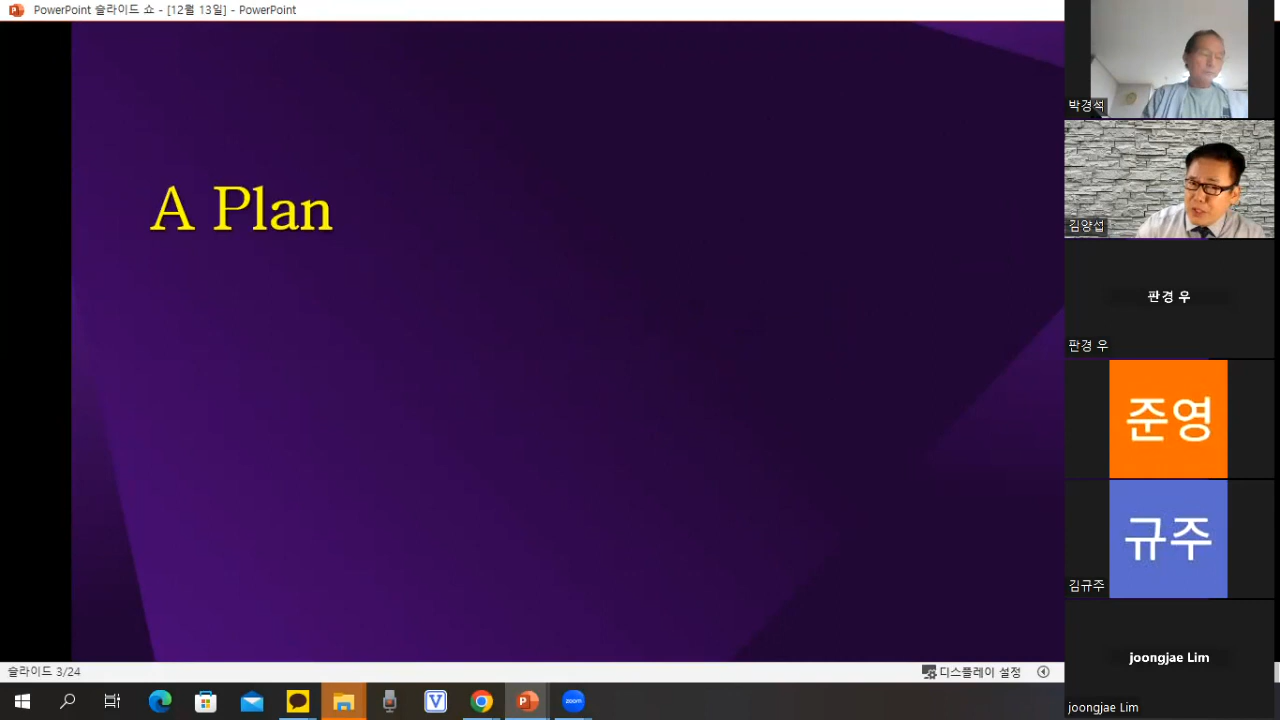 PowerPoint 슬라이드 쇼 - [12월 13일] - PowerPoint
A Plan
박경석
김양섭
판경 우
판경 우
준영
규주
김규주
joongjae Lim
joongjae Lim
슬라이드 3/24
디스플레이 설정
zoom